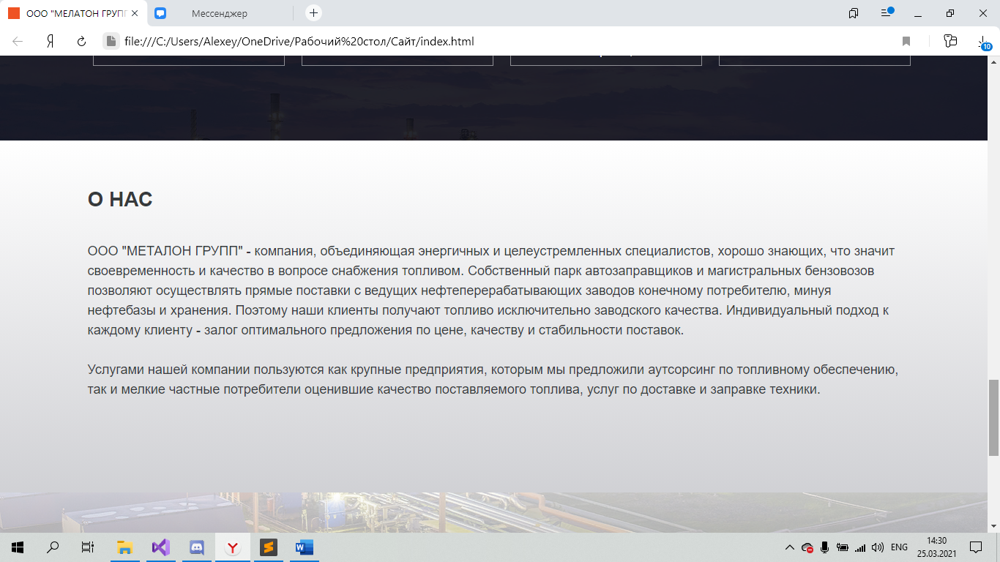 ООО "МЕЛАТОН ГРУПП
Мессенджер
file:///C:/Users/Alexey/OneDrive/Рабочий%20стол/Сайт/index.html
10
О НАС
ООО "МЕТАЛОН ГРУПП" - компания, объединяющая энергичных и целеустремленных специалистов, хорошо знающих, что значит
своевременность и качество в вопросе снабжения топливом. Собственный парк автозаправщиков и магистральных бензовозов
позволяют осуществлять прямые поставки с ведущих нефтеперерабатывающих заводов конечному потребителю, минуя
нефтебазы и хранения. Поэтому наши клиенты получают топливо исключительно заводского качества. Индивидуальный подход к
каждому клиенту - залог оптимального предложения по цене, качеству и стабильности поставок.
Услугами нашей компании пользуются как крупные предприятия, которым мы предложили аутсорсинг по топливному обеспечению,
так и мелкие частные потребители оценившие качество поставляемого топлива, услуг по доставке и заправке техники.
ENG
14:30
25.03.2021